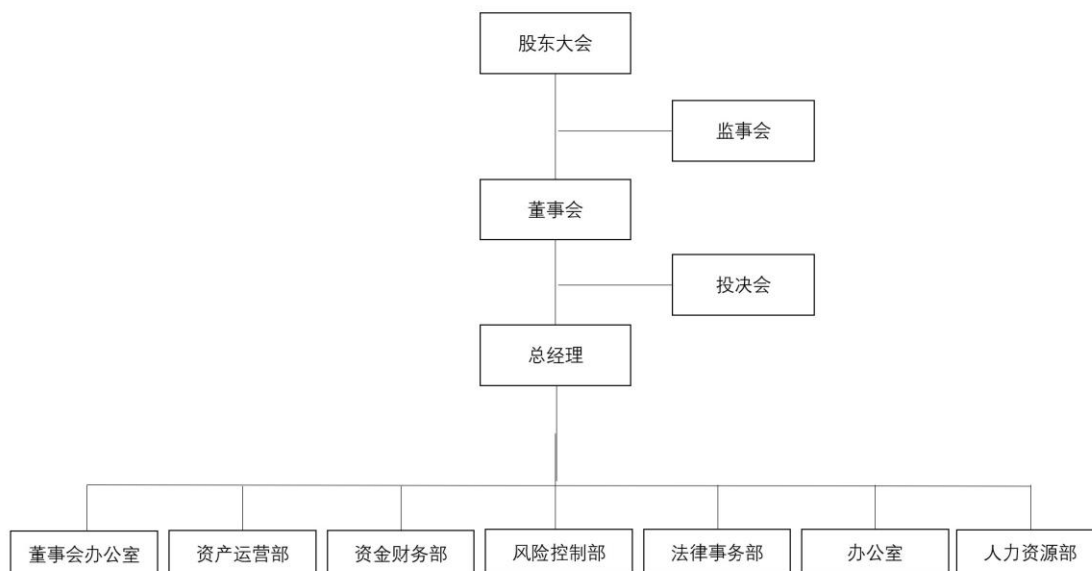 股东大会
监事会
董事会
投决会
总经理
董事会办公室
资产运营部
资金财务部
风险控制部
法律事务部
办公室
人力资源部